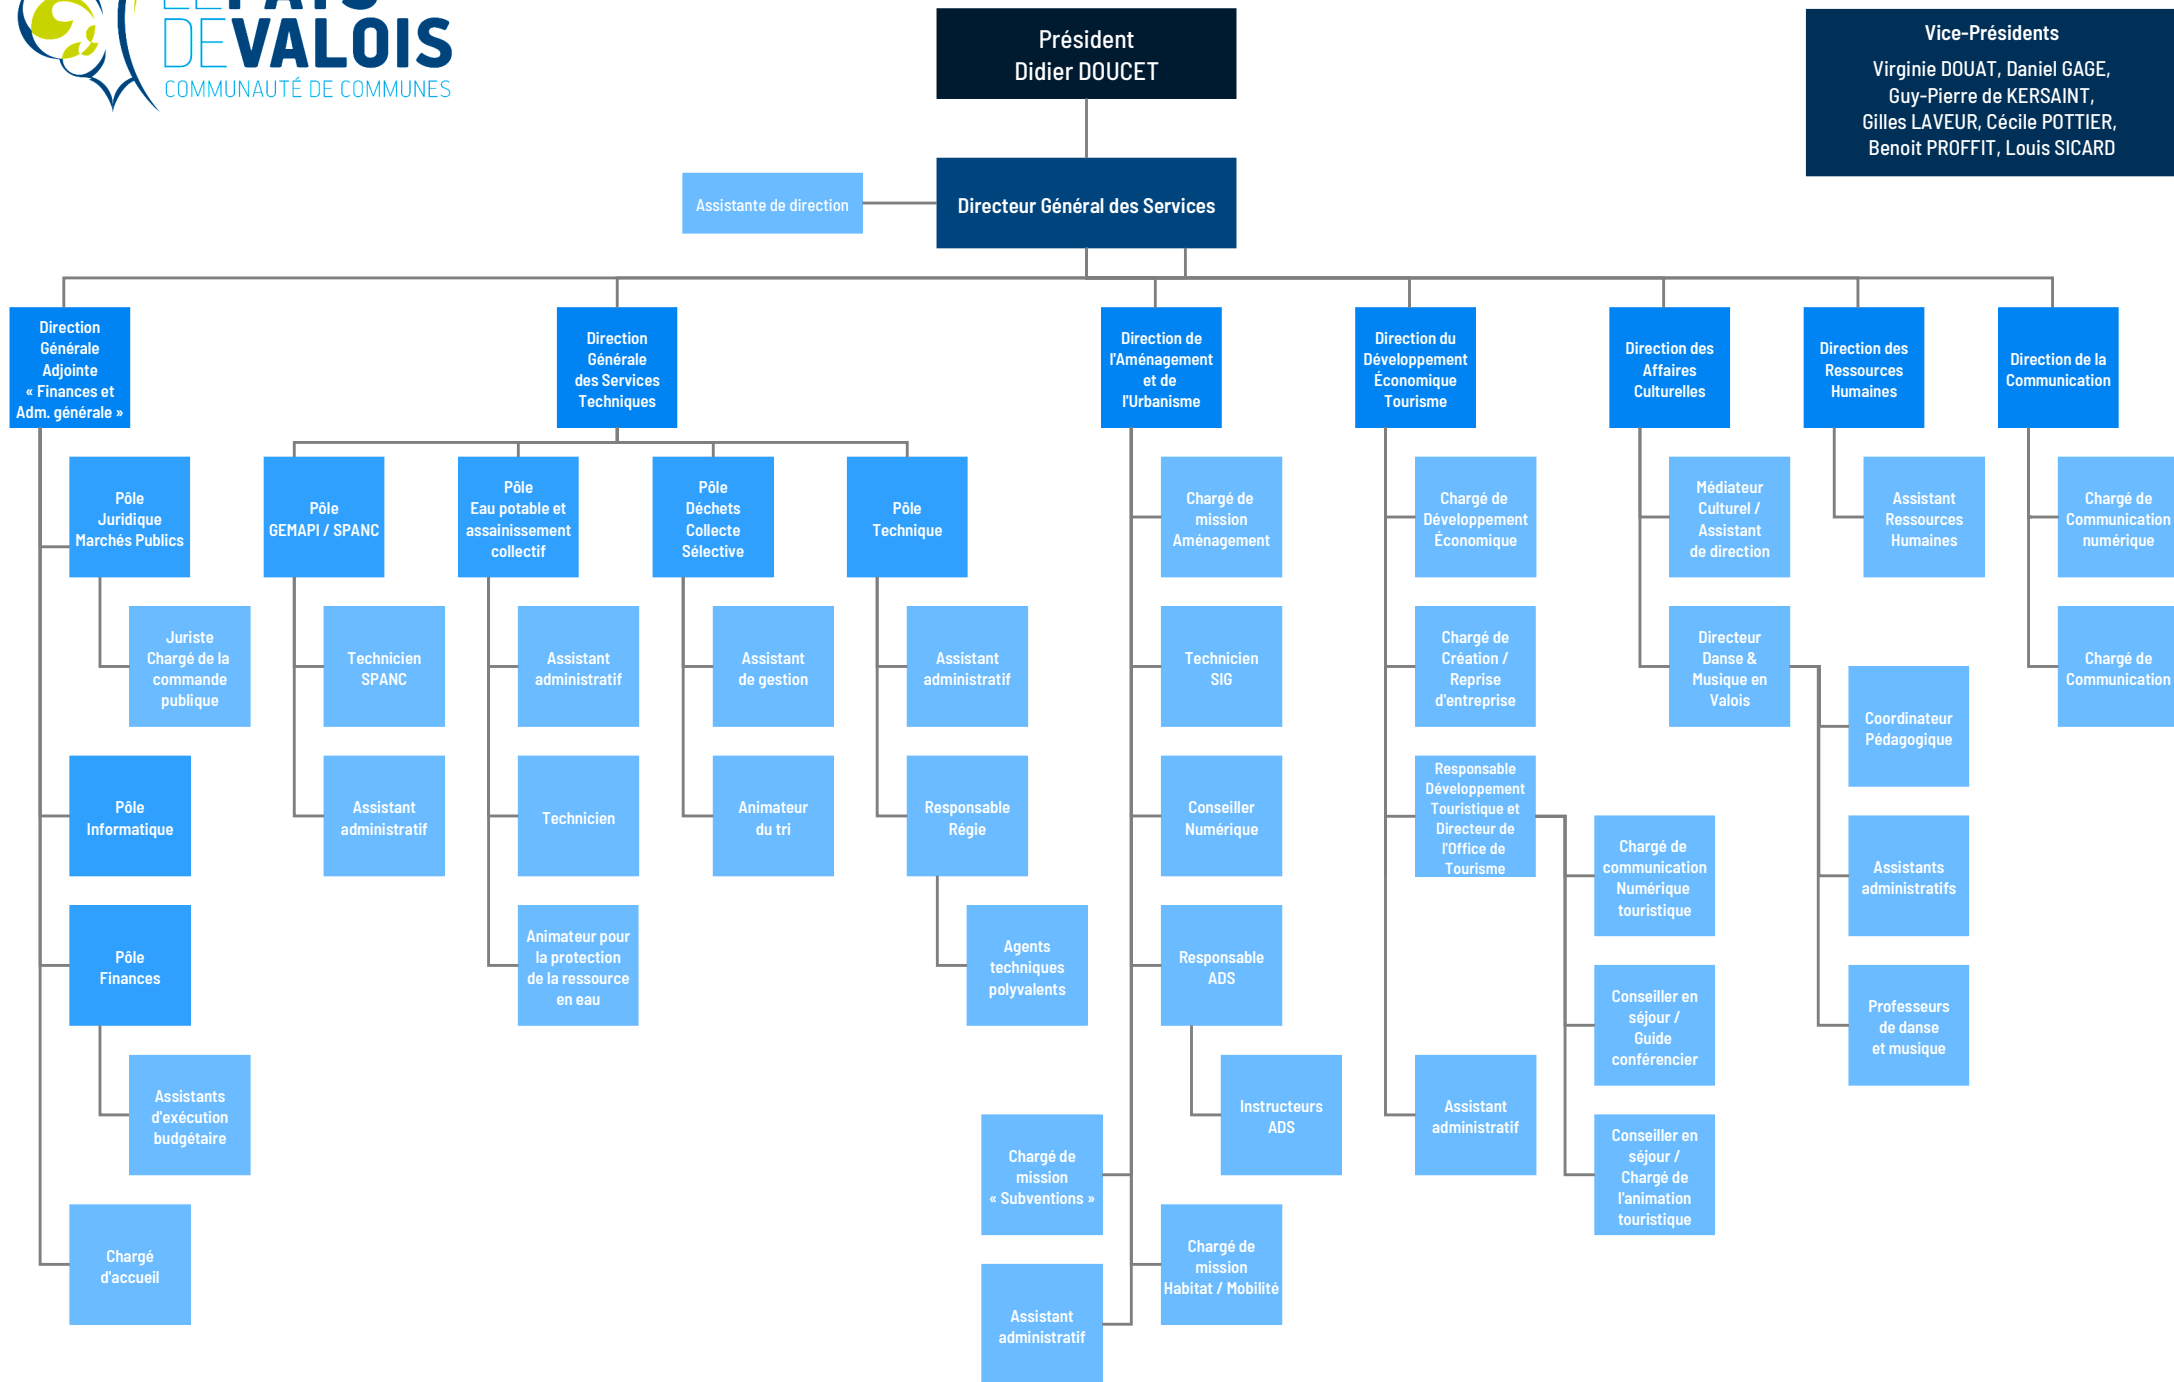 LE PAYS
DE VALOIS
COMMUNAUTÉ DE COMMUNES
Président
Didier DOUCET
Vice-Présidents
Virginie DOUAT, Daniel GAGE,
Guy-Pierre de KERSAINT,
Gilles LAVEUR, Cécile POTTIER,
Benoit PROFFIT, Louis SICARD
Assistante de direction
Directeur Général des Services
Direction
Générale
Adjointe
« Finances et
Adm. générale »
Direction
Générale
des Services
Techniques
Direction de
l'Aménagement
et de
l'Urbanisme
Direction du
Développement
Économique
Tourisme
Direction des
Affaires
Culturelles
Direction des
Ressources
Humaines
Direction de la
Communication
Pôle
Juridique
Marchés Publics
Pôle
GEMAPI / SPANC
Pôle
Eau potable et
assainissement
collectif
Pôle
Déchets
Collecte
Sélective
Pôle
Technique
Chargé de
mission
Aménagement
Chargé de
Développement
Économique
Médiateur
Culturel /
Assistant
de direction
Assistant
Ressources
Humaines
Chargé de
Communication
numérique
Juriste
Chargé de la
commande
publique
Technicien
SPANC
Assistant
administratif
Assistant
de gestion
Assistant
administratif
Technicien
SIG
Chargé de
Création /
Reprise
d'entreprise
Directeur
Danse &
Musique en
Valois
Chargé de
Communication
Coordinateur
Pédagogique
Pôle
Informatique
Assistant
administratif
Technicien
Animateur
du tri
Responsable
Régie
Conseiller
Numérique
Responsable
Développement
Touristique et
Directeur de
l'Office de
Tourisme
Chargé de
communication
Numérique
touristique
Assistants
administratifs
Pôle
Finances
Animateur pour
la protection
de la ressource
en eau
Agents
techniques
polyvalents
Responsable
ADS
Conseiller en
séjour /
Guide
conférencier
Professeurs
de danse
et musique
Assistants
d'exécution
budgétaire
Instructeurs
ADS
Assistant
administratif
Chargé de
mission
« Subventions »
Conseiller en
séjour /
Chargé de
l'animation
touristique
Chargé
d'accueil
Chargé de
mission
Habitat / Mobilité
Assistant
administratif